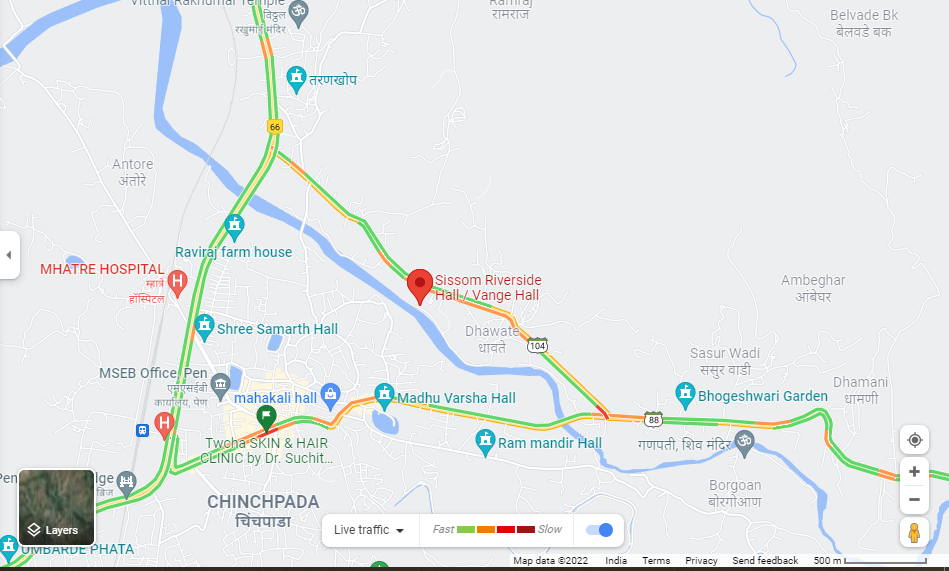 Vitthal Rakhumai Temple
विठ्ठल
रखुमाई मंदिर
Ramraj
रामराज
Belvade Bk
बेलवडे बक
तरणखोप
66
Antore
अंतोरे
Raviraj farm house
MHATRE HOSPITAL
म्हात्रे
हॉस्पिटल
H
Sissom Riverside
Hall / Vange Hall
Ambeghar
आंबेघर
Shree Samarth Hall
Dhawate
धावते
104
Sasur Wadi
ससुर वाडी
MSEB Office, Pen
एमएसईबी
कार्यालय, पेण
Dhamani
धामणी
mahakali hall
Madhu Varsha Hall
Bhogeshwari Garden
88
H
Twcha SKIN & HAIR
CLINIC by Dr. Suchit...
Ram mandir Hall
गणपती, शिव मंदिर
Borgoan
बोरगोआण
CHINCHPADA
चिंचपाडा
Layers
UMBARDE PHATA
Live traffic
Fast
Slow
Map data ©2022
India
Terms
Privacy
Send feedback
500 m